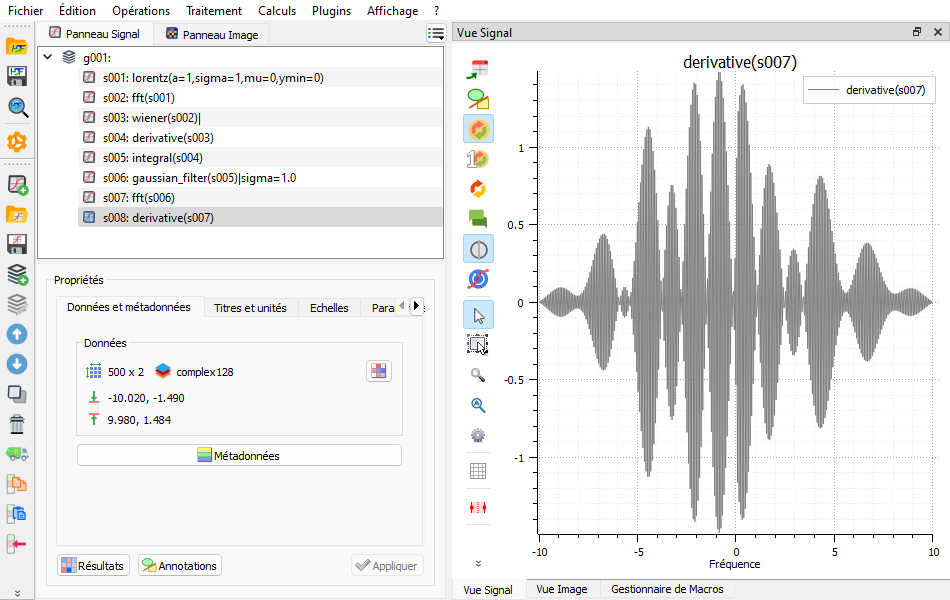 Fichier Édition Opérations Traitement Calculs Plugins Affichage ?
Panneau Signal Panneau Image
g001:
s001: lorentz(a=1,sigma=1,mu=0,ymin=0)
s002: fft(s001)
s003: wiener(s002)|
s004: derivative(s003)
s005: integral(s004)
s006: gaussian_filter(s005)|sigma=1.0
s007: fft(s006)
s008: derivative(s007)
Propriétés
Données et métadonnées Titres et unités Echelles Para
Données
500 x 2 complex128
-10.020, -1.490
9.980, 1.484
Métadonnées
Résultats Annotations Appliquer
Vue Signal
derivative(s007)
derivative(s007)
1
0.5
0
-0.5
-1
-10 -5 0 5 10
Fréquence
Vue Signal Vue Image Gestionnaire de Macros